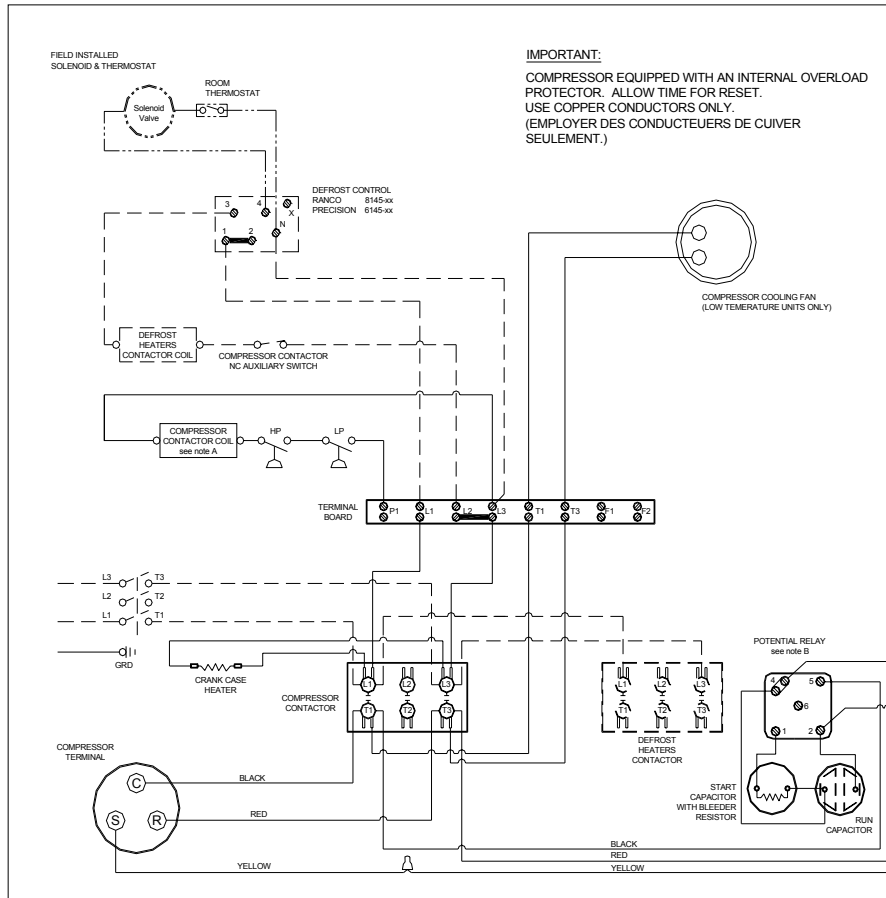 FIELD INSTALLED
SOLENOID & THERMOSTAT
ROOM
THERMOSTAT
Solenoid
Valve
IMPORTANT:
COMPRESSOR EQUIPPED WITH AN INTERNAL OVERLOAD
PROTECTOR. ALLOW TIME FOR RESET.
USE COPPER CONDUCTORS ONLY.
(EMPLOYER DES CONDUCTEUERS DE CUIVER
SEULEMENT.)
DEFROST CONTROL
RANCO 8145-xx
PRECISION 6145-xx
3 4 X
1 2 N
COMPRESSOR COOLING FAN
(LOW TEMERATURE UNITS ONLY)
DEFROST
HEATERS
CONTACTOR COIL
COMPRESSOR CONTACTOR
NC AUXILIARY SWITCH
COMPRESSOR
CONTACTOR COIL
see note A
HP
LP
TERMINAL
BOARD
P1 L1 L2 L3 T1 T3 F1 F2
L3 T3
L2 T2
L1 T1
GRD
CRANK CASE
HEATER
COMPRESSOR
CONTACTOR
L1 L2 L3
T1 T2 T3
L1 L2 L3
T1 T2 T3
DEFROST
HEATERS
CONTACTOR
POTENTIAL RELAY
see note B
4 5
6
1 2
START
CAPACITOR
WITH BLEEDER
RESISTOR
RUN
CAPACITOR
COMPRESSOR
TERMINAL
C
S R
BLACK
RED
YELLOW
BLACK
RED
YELLOW